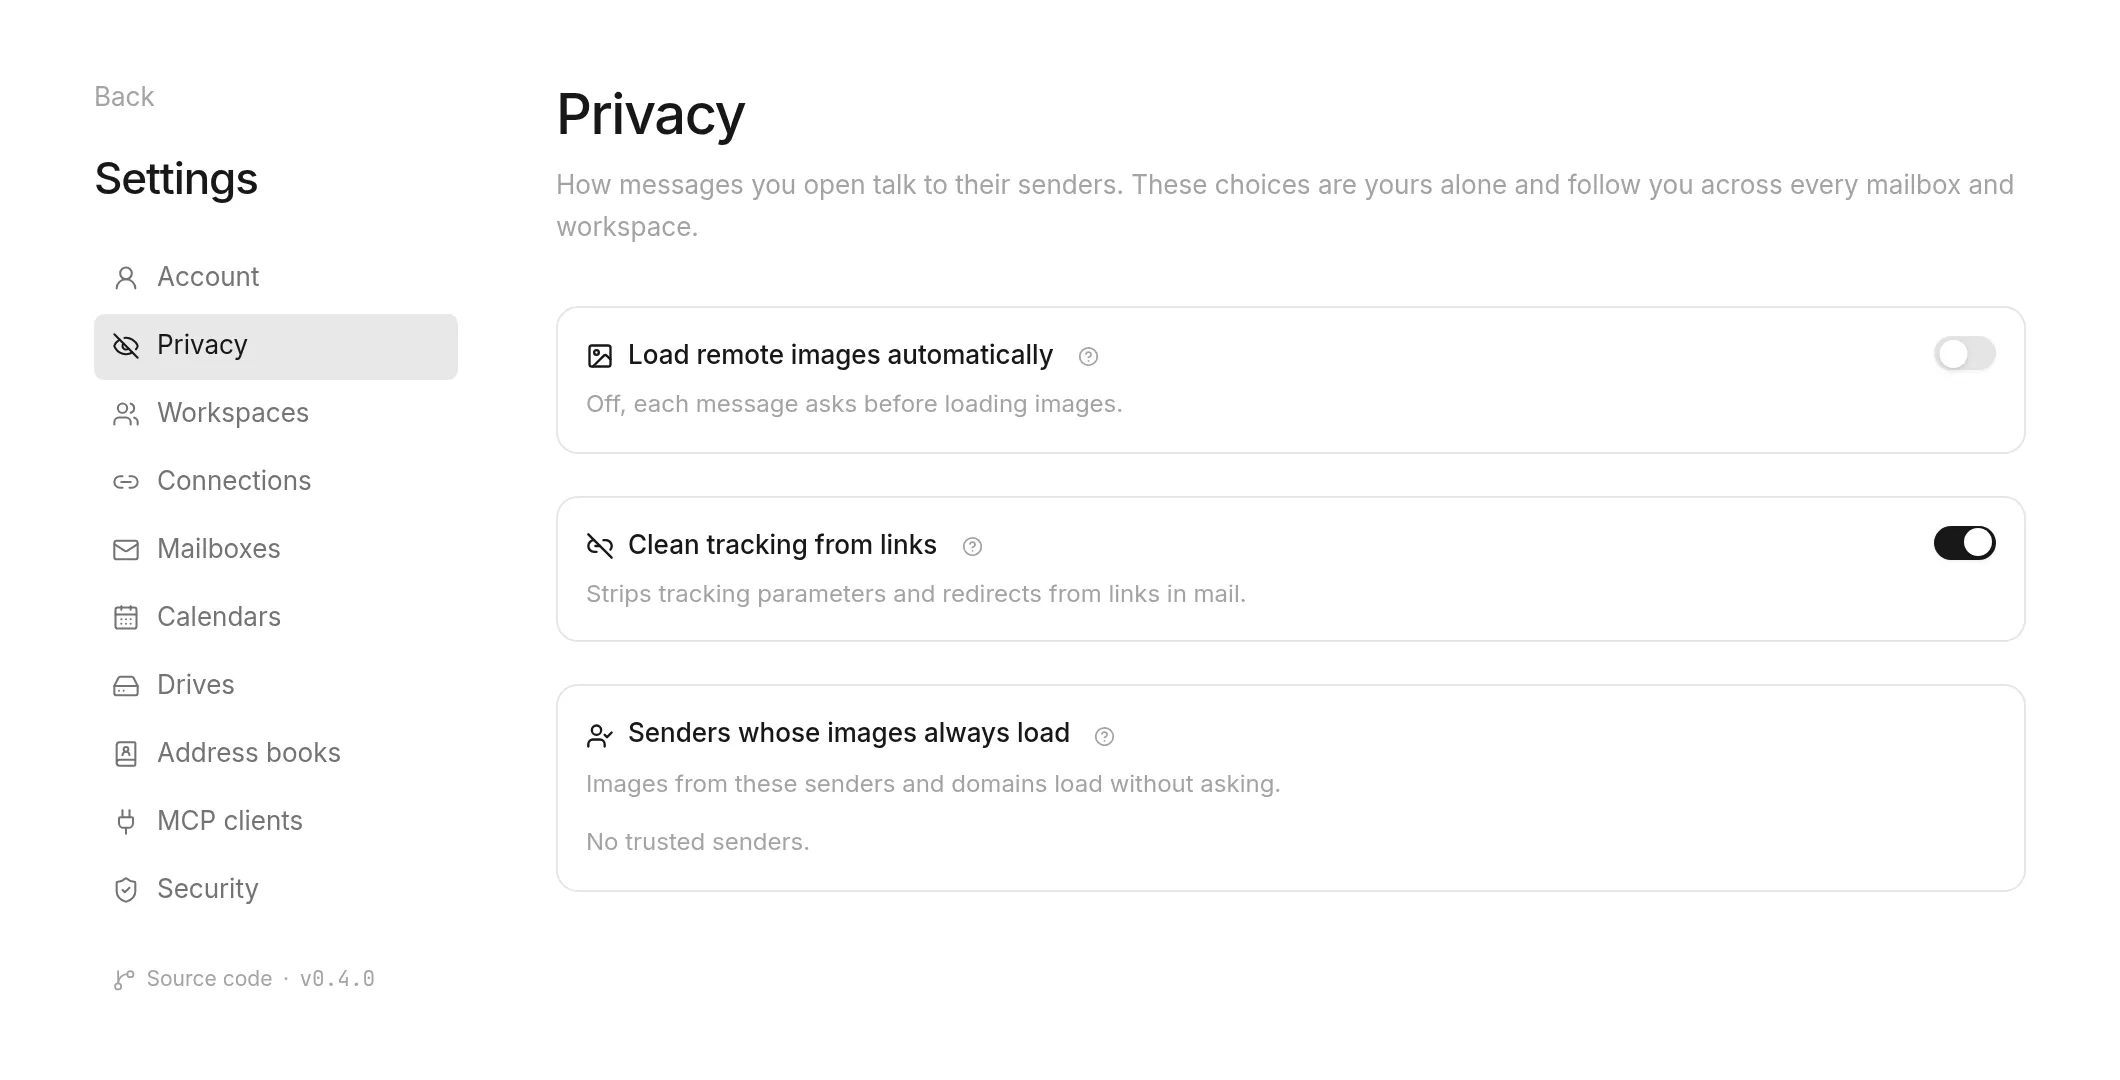 Back
Settings
Account
Privacy
Workspaces
Connections
Mailboxes
Calendars
Drives
Address books
MCP clients
Security
Source code · v0.4.0
Privacy
How messages you open talk to their senders. These choices are yours alone and follow you across every mailbox and
workspace.
Load remote images automatically
Off, each message asks before loading images.
Clean tracking from links
Strips tracking parameters and redirects from links in mail.
Senders whose images always load
Images from these senders and domains load without asking.
No trusted senders.